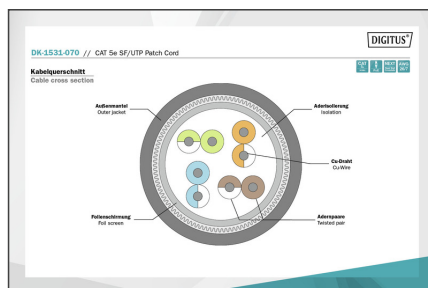 DIGITUS®
DK-1531-070 // CAT 5e SF/UTP Patch Cord
Kabelquerschnitt
Cable cross section
Außenmantel
Outer jacket
Aderisolierung
Isolation
Cu-Draht
Cu-Wire
Folienschirmung
Foil screen
Adernpaare
Twisted pair